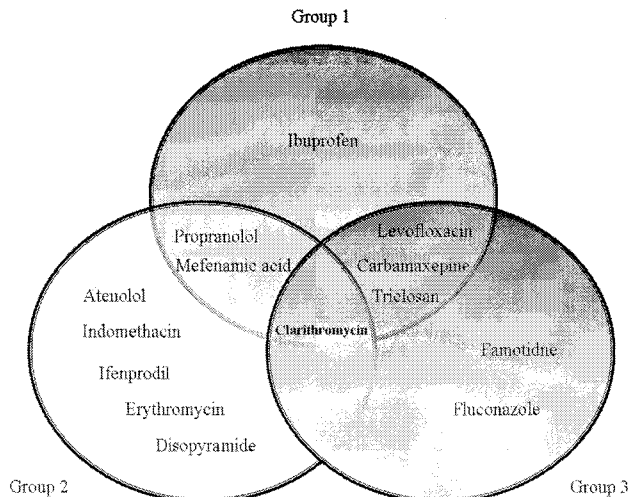 Group 1
Ibuprofen
Propranolol
Mefenamic acid
Levofloxacin
Carbamaxepine
Triclosan
Clarithromycin
Atenolol
Indomethacin
Ifenprodil
Erythromycin
Disopyramide
Famotidne
Fluconazole
Group 2
Group 3